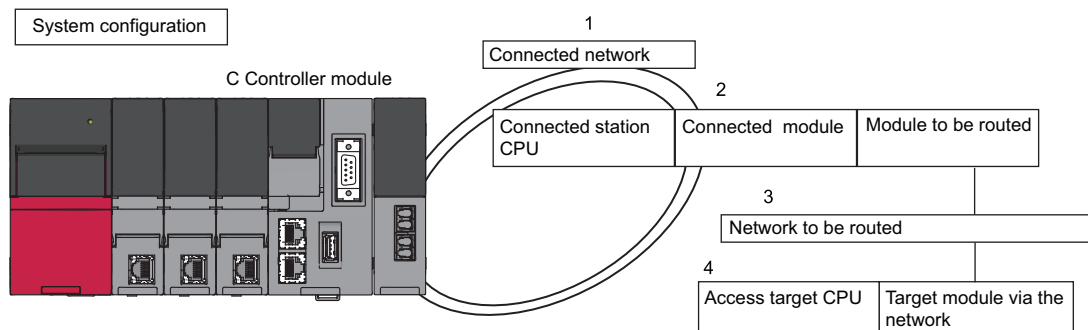 System configuration
1
Connected network
C Controller module
2
Connected station
CPU
Connected module
Module to be routed
3
Network to be routed
4
Access target CPU
Target module via the
network